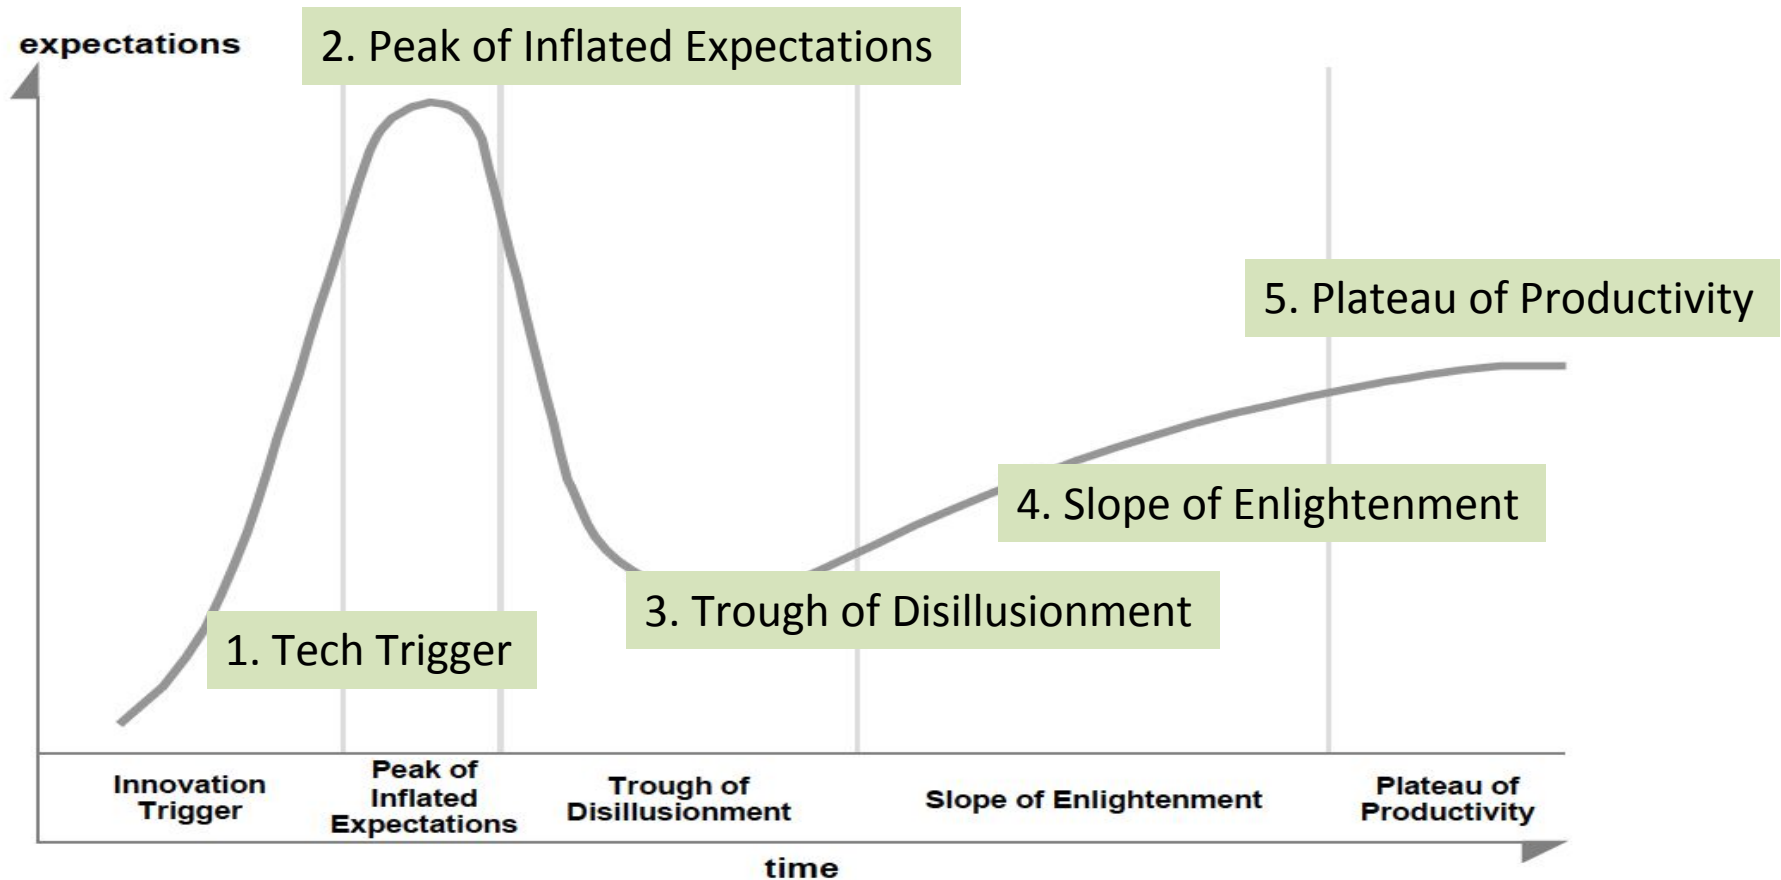 expectations
2. Peak of Inflated Expectations
5. Plateau of Productivity
4. Slope of Enlightenment
3. Trough of Disillusionment
1. Tech Trigger
Innovation
Trigger
Peak of
Inflated
Expectations
Trough of
Disillusionment
Slope of Enlightenment
Plateau of
Productivity
time